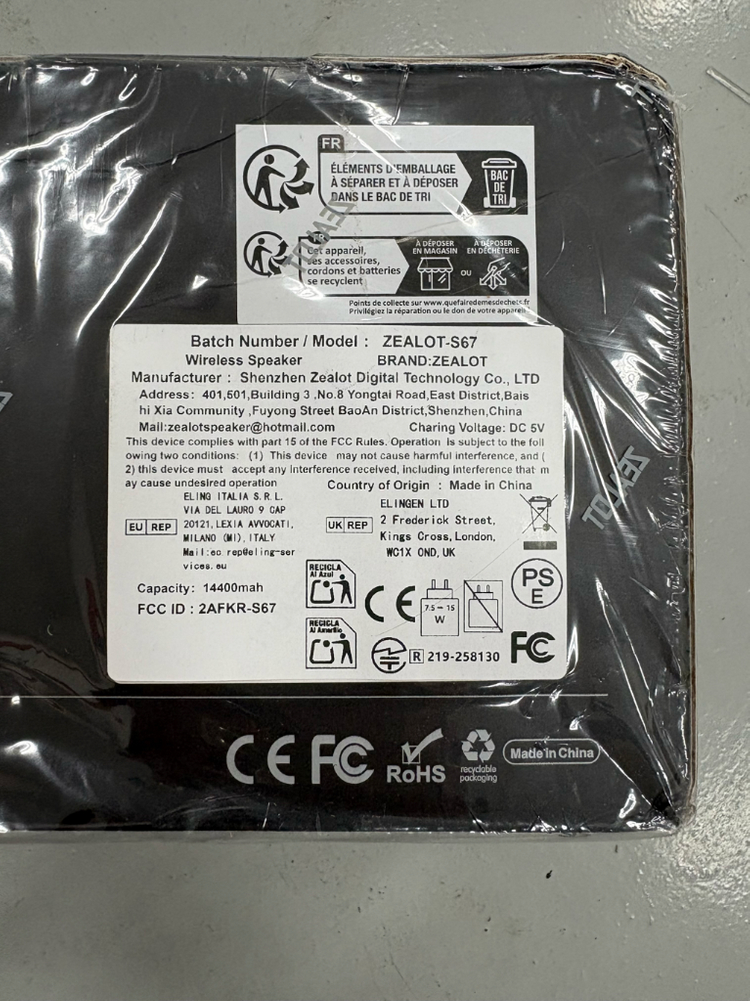 FR
ÉLÉMENTS D'EMBALLAGE
À SÉPARER ET À DÉPOSER
DANS LE BAC DE TRI
BAC
DE
TRI
FR
Cet appareil,
ses accessoires,
cordons et batteries
se recyclent
À DÉPOSER
EN MAGASIN
OU
À DÉPOSER
EN DÉCHÈTERIE
Points de collecte sur www.quefairedemesdechets.fr
Privilégiez la réparation ou le don de votre appareil
ZEALOT
Batch Number / Model : ZEALOT-S67
Wireless Speaker BRAND:ZEALOT
Manufacturer : Shenzhen Zealot Digital Technology Co., LTD
Address: 401,501,Building 3 ,No.8 Yongtai Road,East District,Bais
hi Xia Community ,Fuyong Street BaoAn District,Shenzhen,China
Mail:zealotspeaker@hotmail.com Charing Voltage: DC 5V
This device complies with part 15 of the FCC Rules. Operation is subject to the foll
owing two conditions: (1) This device may not cause harmful interference, and (
2) this device must accept any interference received, including interference that m
ay cause undesired operation
Country of Origin : Made in China
EU REP
ELING ITALIA S.R.L.
VIA DEL LAURO 9 CAP
20121, LEXIA AVVOCATI,
MILANO (MI), ITALY
Mail:ec rep@eling-ser
vices.eu
UK REP
ELINGEN LTD
2 Frederick Street,
Kings Cross, London,
WC1X 0ND, UK
Capacity: 14400mah
FCC ID : 2AFKR-S67
RECICLA
Al Azul
RECICLA
Al Amarillo
CE
7.5 – 15
W
PS
E
R 219-258130
FC
ZEALOT
CE FC RoHS
recyclable
packaging
Made in China